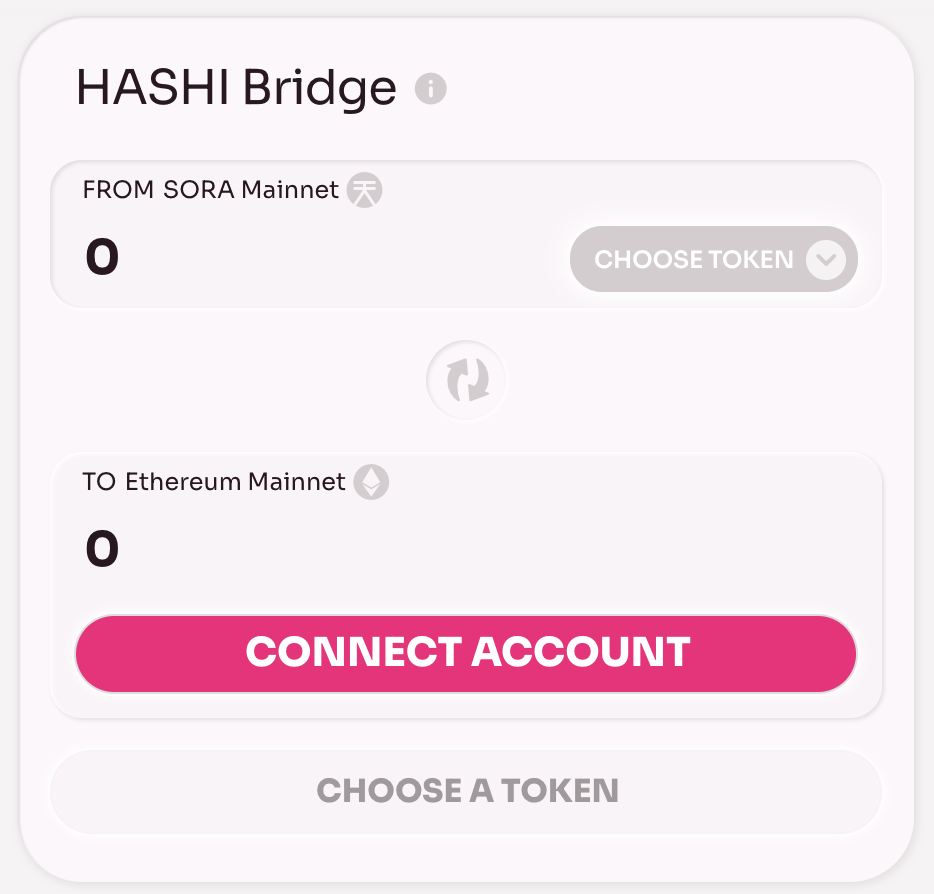 HASHI Bridge
FROM SORA Mainnet
0
CHOOSE TOKEN
TO Ethereum Mainnet
0
CONNECT ACCOUNT
CHOOSE A TOKEN